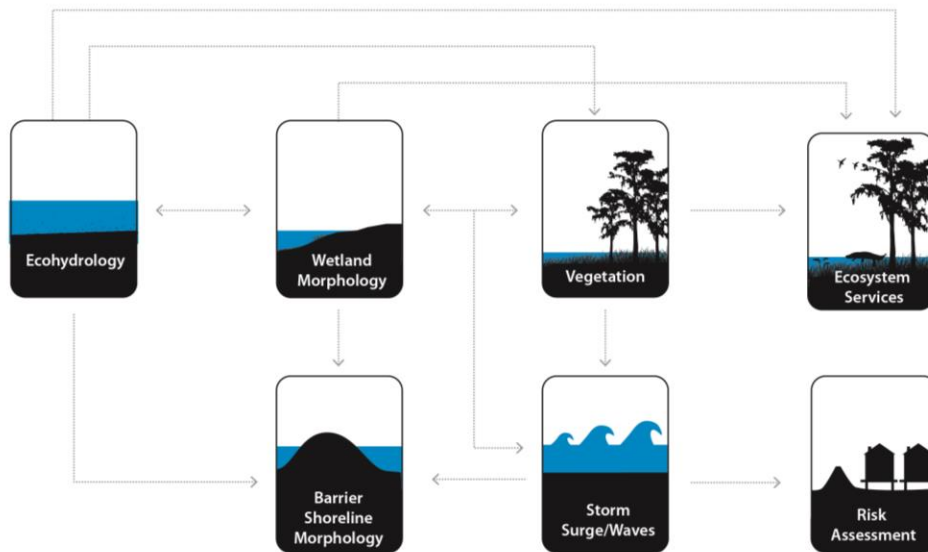 Ecohydrology
Wetland
Morphology
Vegetation
Ecosystem
Services
Barrier
Shoreline
Morphology
Storm
Surge/Waves
Risk
Assessment